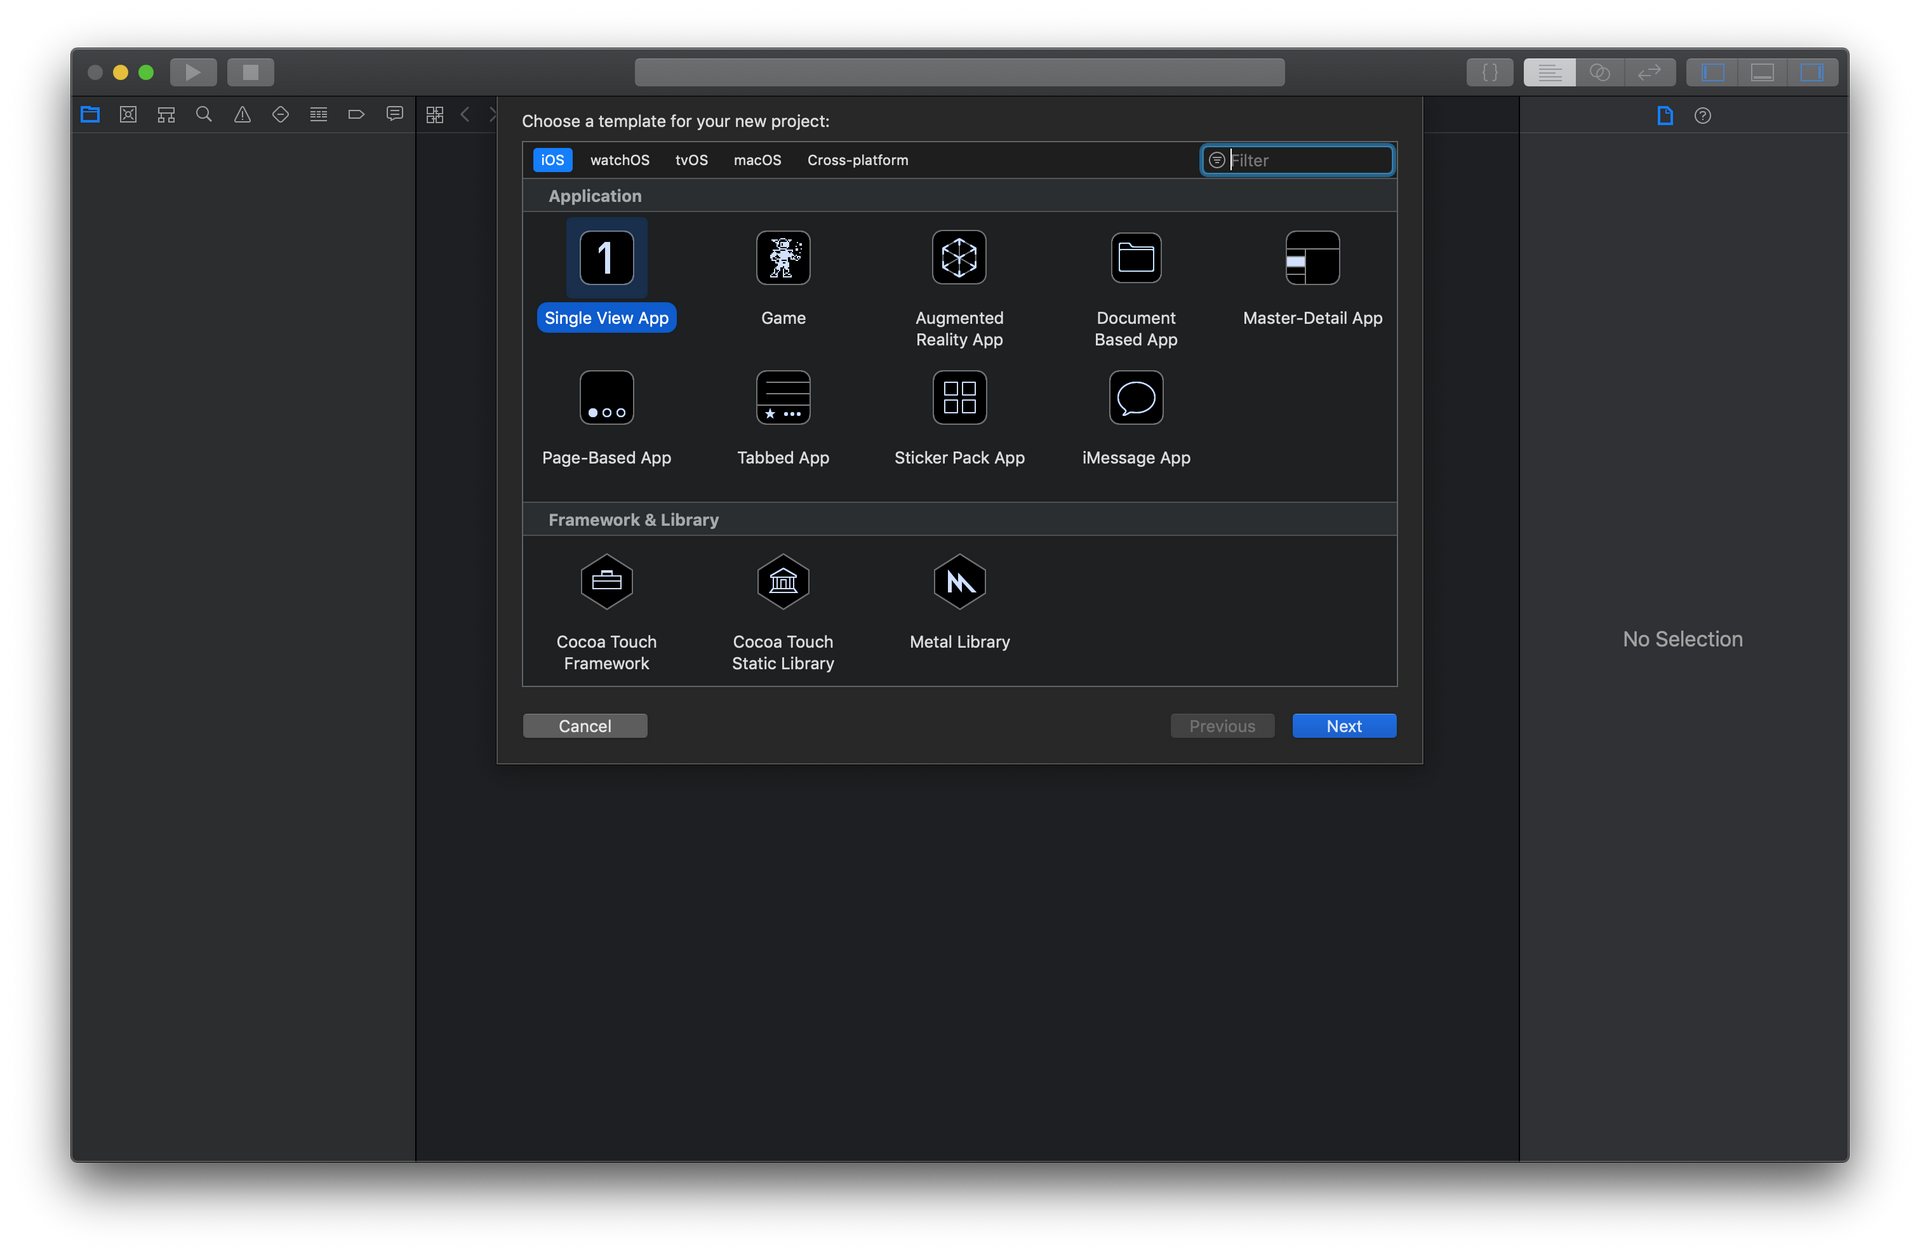 Choose a template for your new project:
iOS watchOS tvOS macOS Cross-platform Filter
Application
1
Single View App Game Augmented Reality App Document Based App Master-Detail App
Page-Based App Tabbed App Sticker Pack App iMessage App
Framework & Library
Cocoa Touch Framework Cocoa Touch Static Library Metal Library
No Selection
Cancel Previous Next